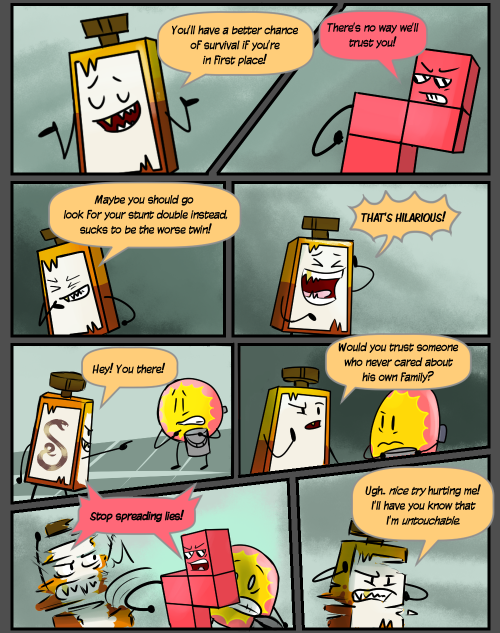 You'll have a better chance
of survival if you're
in first place!
There's no way we'll
trust you!
Maybe you should go
look for your stunt double instead,
sucks to be the worse twin!
THAT'S HILARIOUS!
Hey! You there!
S
Would you trust someone
who never cared about
his own family?
Stop spreading lies!
Ugh, nice try hurting me!
I'll have you know that
I'm untouchable.